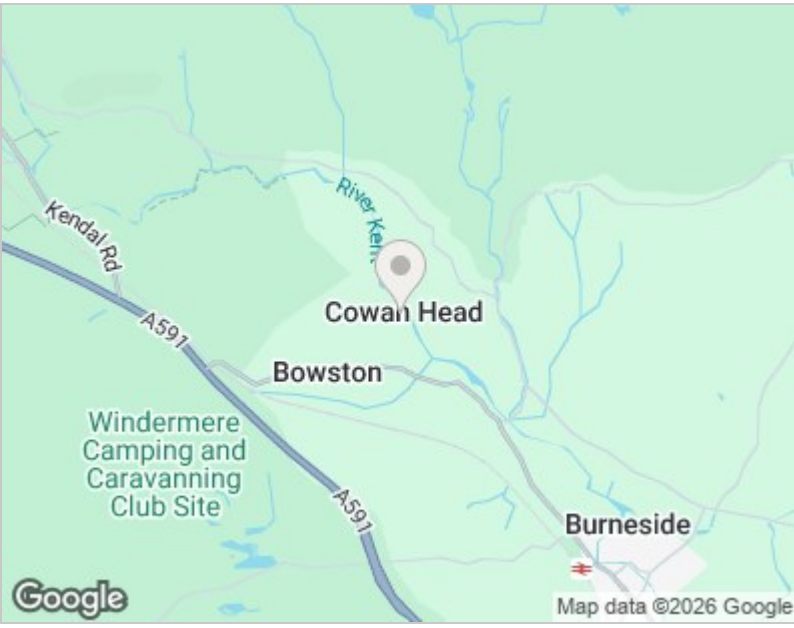 River Kent
Kendal Rd
Cowan Head
A591
Bowston
Windermere
Camping and
Caravanning
Club Site
A591
Burneside
Google
Map data ©2026 Google